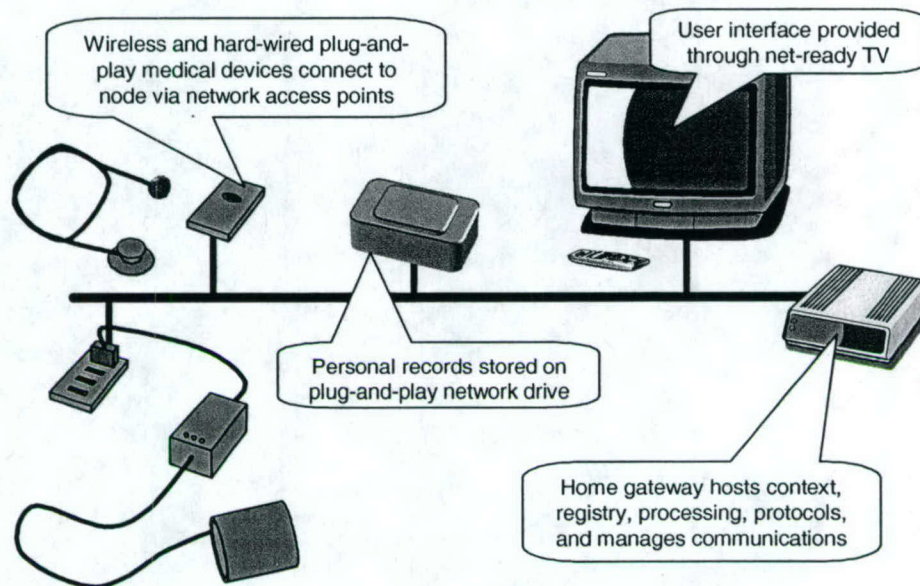 Wireless and hard-wired plug-and-
play medical devices connect to
node via network access points
User interface provided
through net-ready TV
Personal records stored on
plug-and-play network drive
Home gateway hosts context,
registry, processing, protocols,
and manages communications